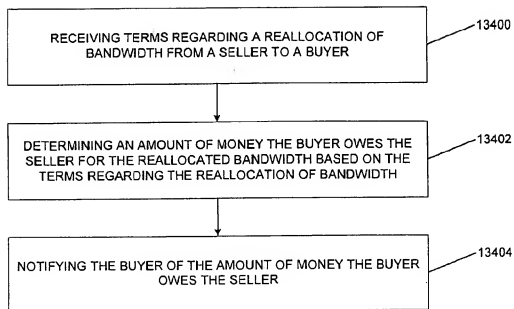 RECEIVING TERMS REGARDING A REALLOCATION OF
BANDWIDTH FROM A SELLER TO A BUYER
13400
DETERMINING AN AMOUNT OF MONEY THE BUYER OWES THE
SELLER FOR THE REALLOCATED BANDWIDTH BASED ON THE
TERMS REGARDING THE REALLOCATION OF BANDWIDTH
13402
NOTIFYING THE BUYER OF THE AMOUNT OF MONEY THE BUYER
OWES THE SELLER
13404